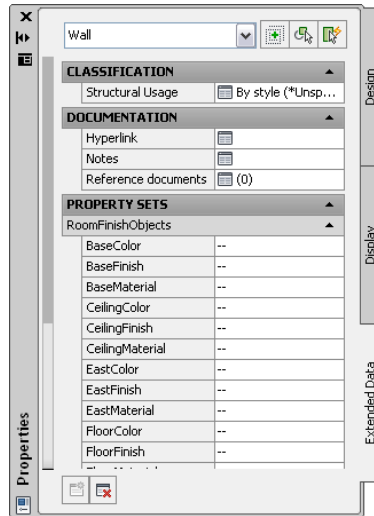 Wall
CLASSIFICATION
Structural Usage By style (*Unsp...
DOCUMENTATION
Hyperlink
Notes
Reference documents (0)
PROPERTY SETS
RoomFinishObjects
BaseColor --
BaseFinish --
BaseMaterial --
CeilingColor --
CeilingFinish --
CeilingMaterial --
EastColor --
EastFinish --
EastMaterial --
FloorColor --
FloorFinish --
Design
Display
Extended Data
Properties